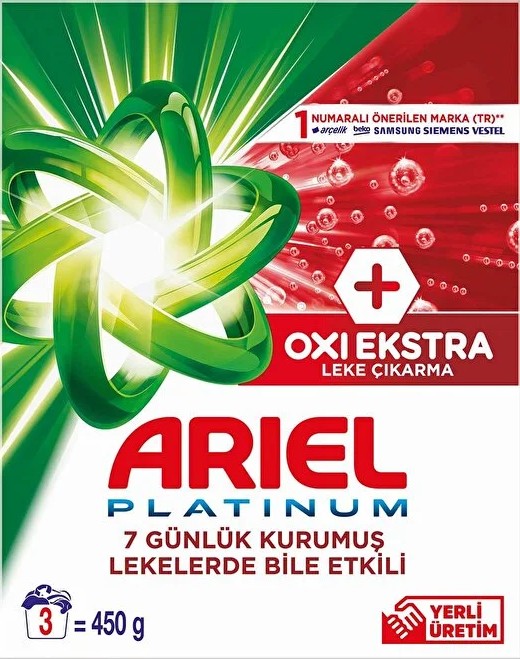 1 NUMARALI ÖNERİLEN MARKA (TR)**
arçelik beko SAMSUNG SIEMENS VESTEL
+
OXI EKSTRA
LEKE ÇIKARMA
ARIEL
PLATINUM
7 GÜNLÜK KURUMUŞ
LEKELERDE BİLE ETKİLİ
3 = 450 g
YERLİ
ÜRETİM